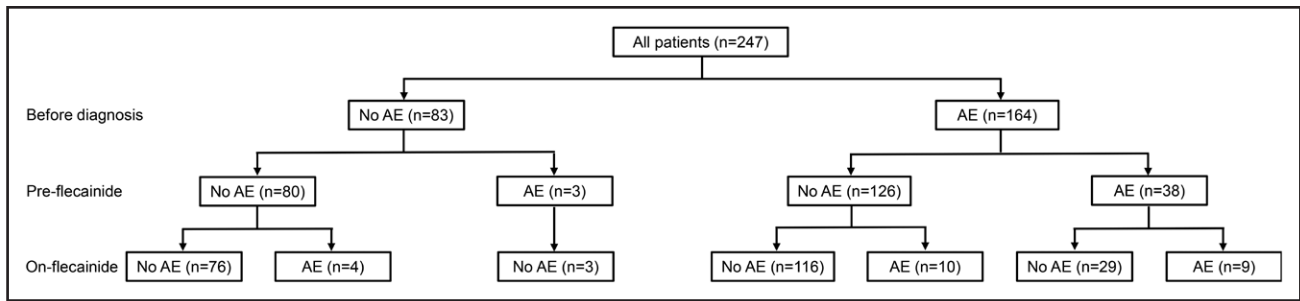 All patients (n=247)
Before diagnosis
No AE (n=83)
AE (n=164)
Pre-flecainide
No AE (n=80)
AE (n=3)
No AE (n=126)
AE (n=38)
On-flecainide
No AE (n=76)
AE (n=4)
No AE (n=3)
No AE (n=116)
AE (n=10)
No AE (n=29)
AE (n=9)